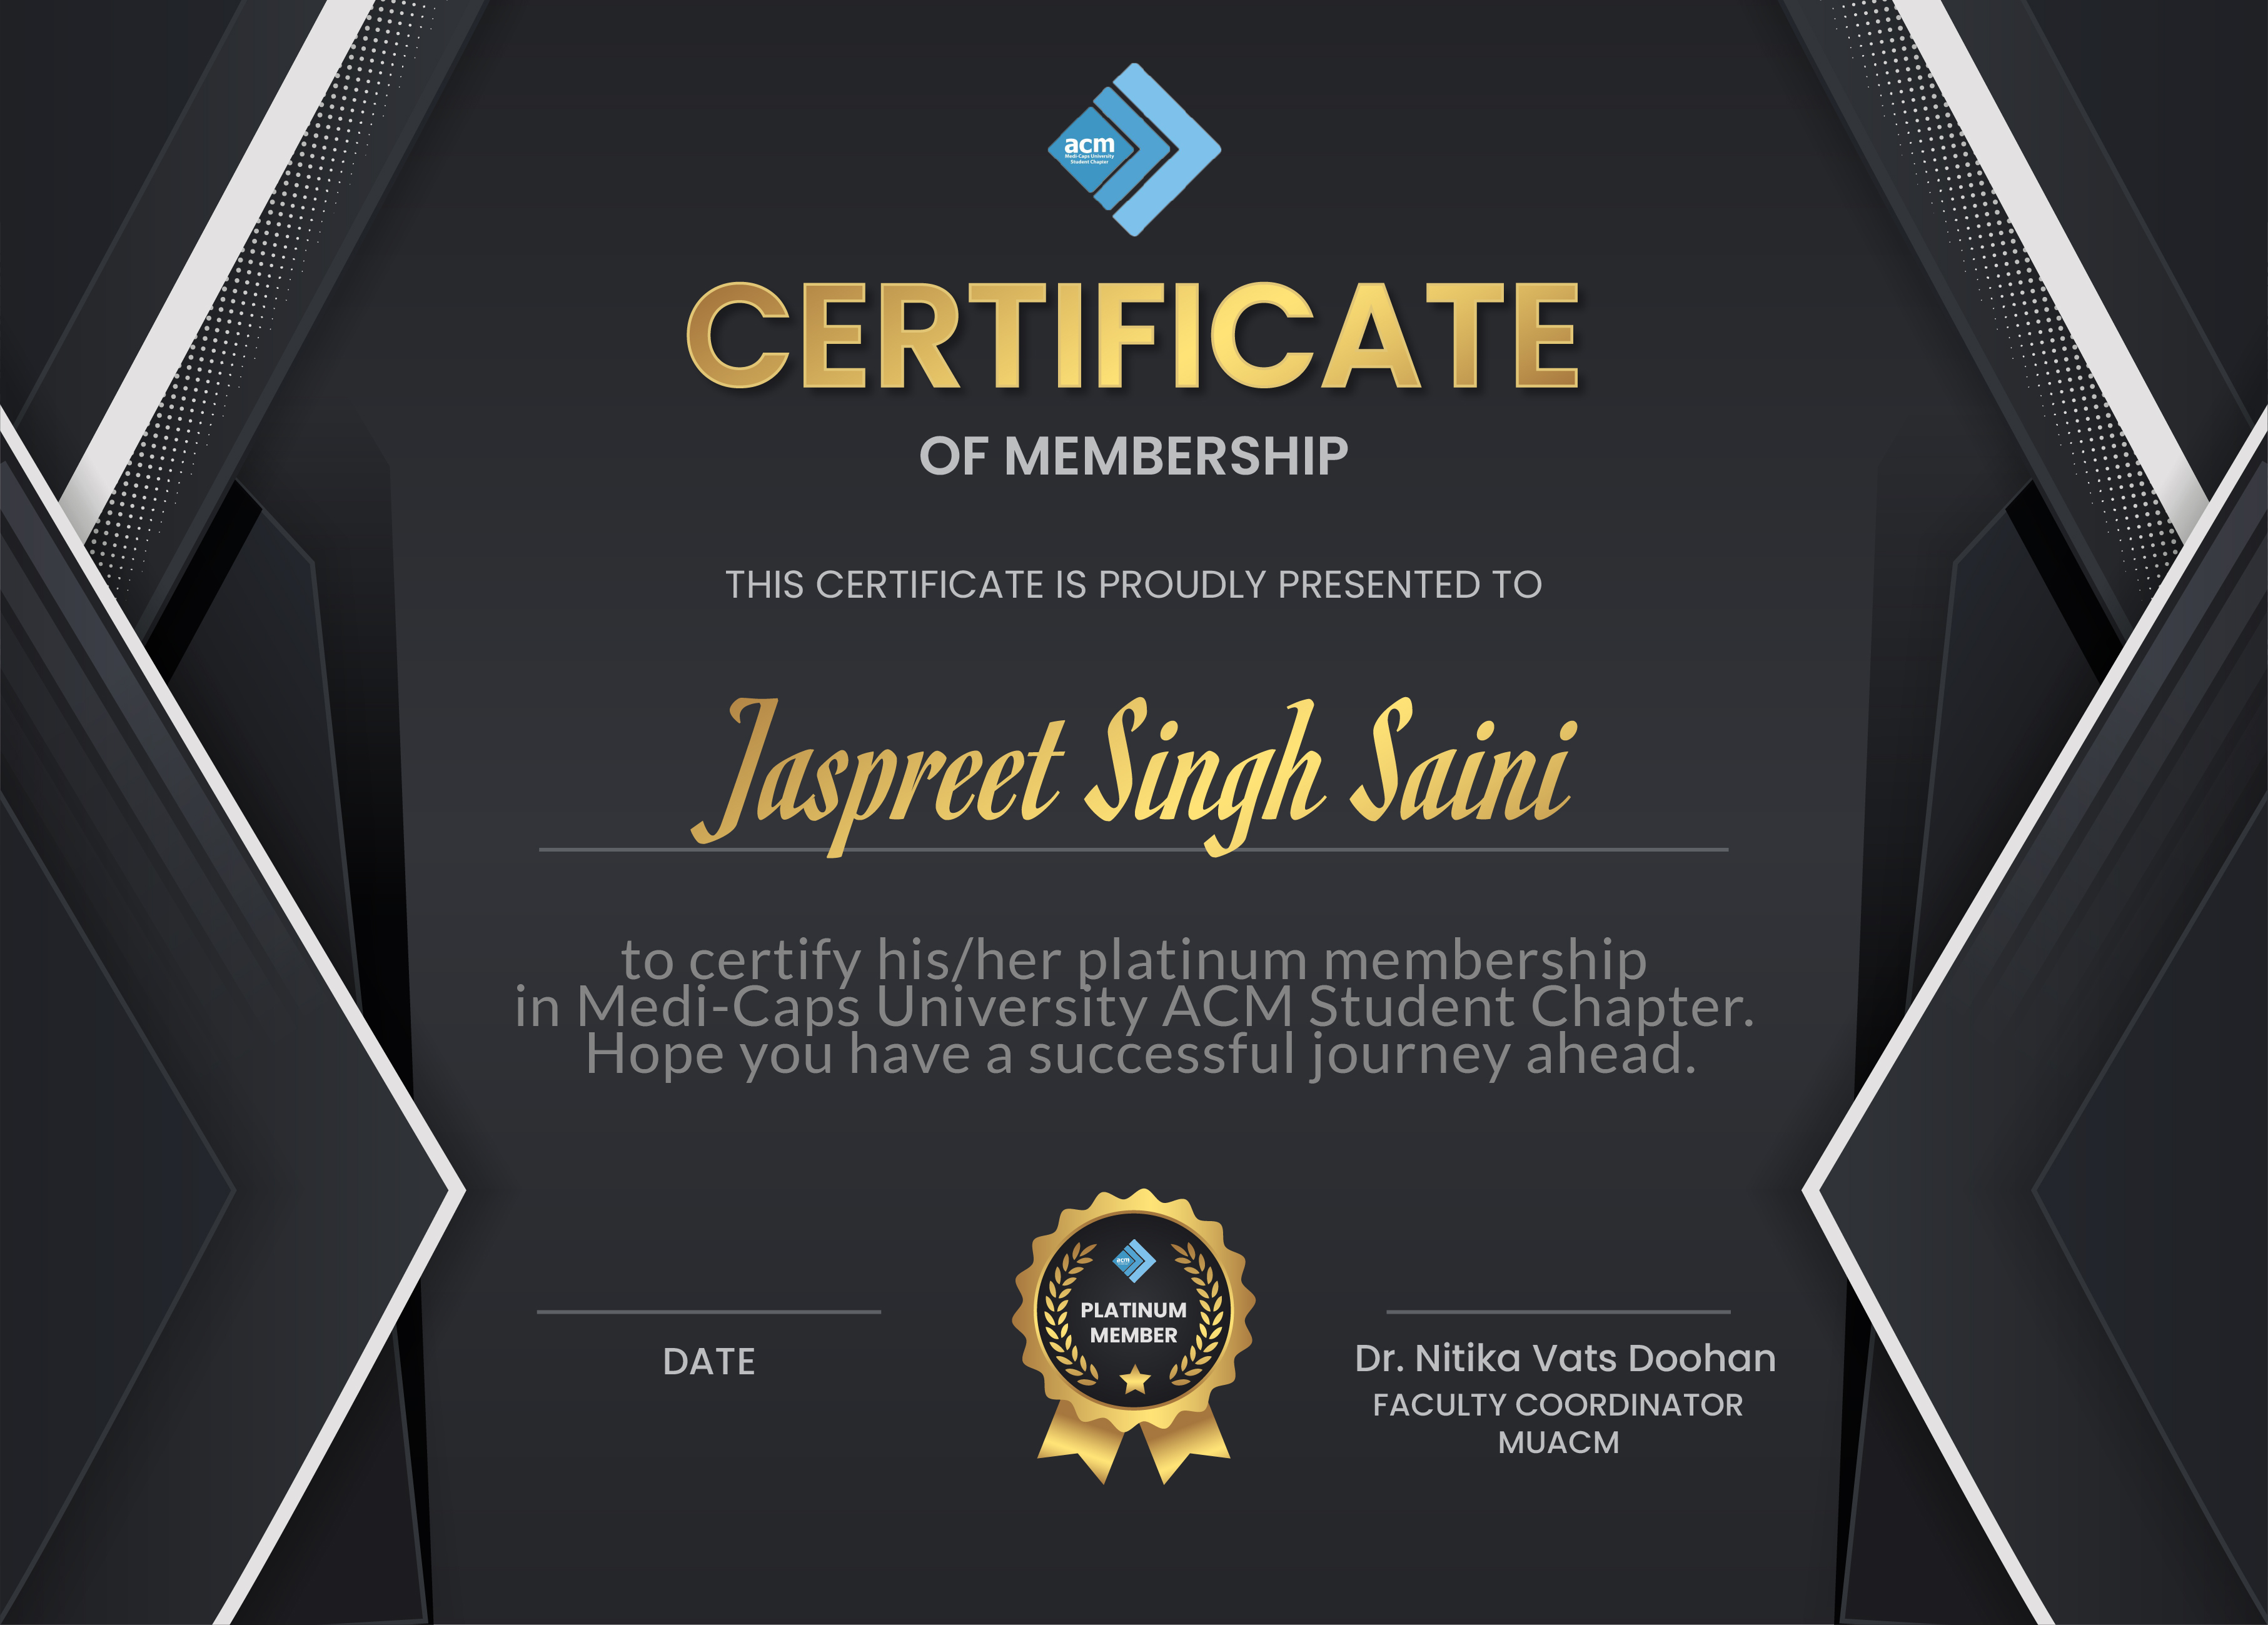 acm
Medi-Caps University
Student Chapter
CERTIFICATE
OF MEMBERSHIP
THIS CERTIFICATE IS PROUDLY PRESENTED TO
Jaspreet Singh Saini
to certify his/her platinum membership
in Medi-Caps University ACM Student Chapter.
Hope you have a successful journey ahead.
acm
PLATINUM
MEMBER
DATE
Dr. Nitika Vats Doohan
FACULTY COORDINATOR
MUACM